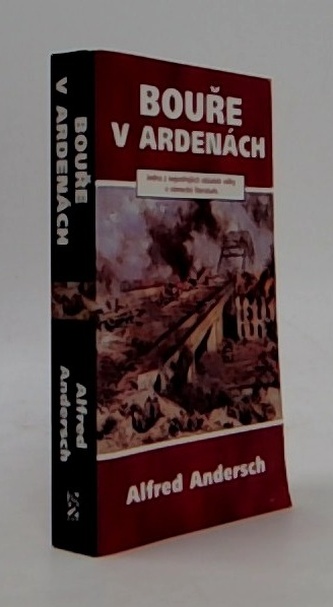 BOUŘE
V ARDENÁCH
Alfred Andersch
BOUŘE
V ARDENÁCH
Alfred
Andersch